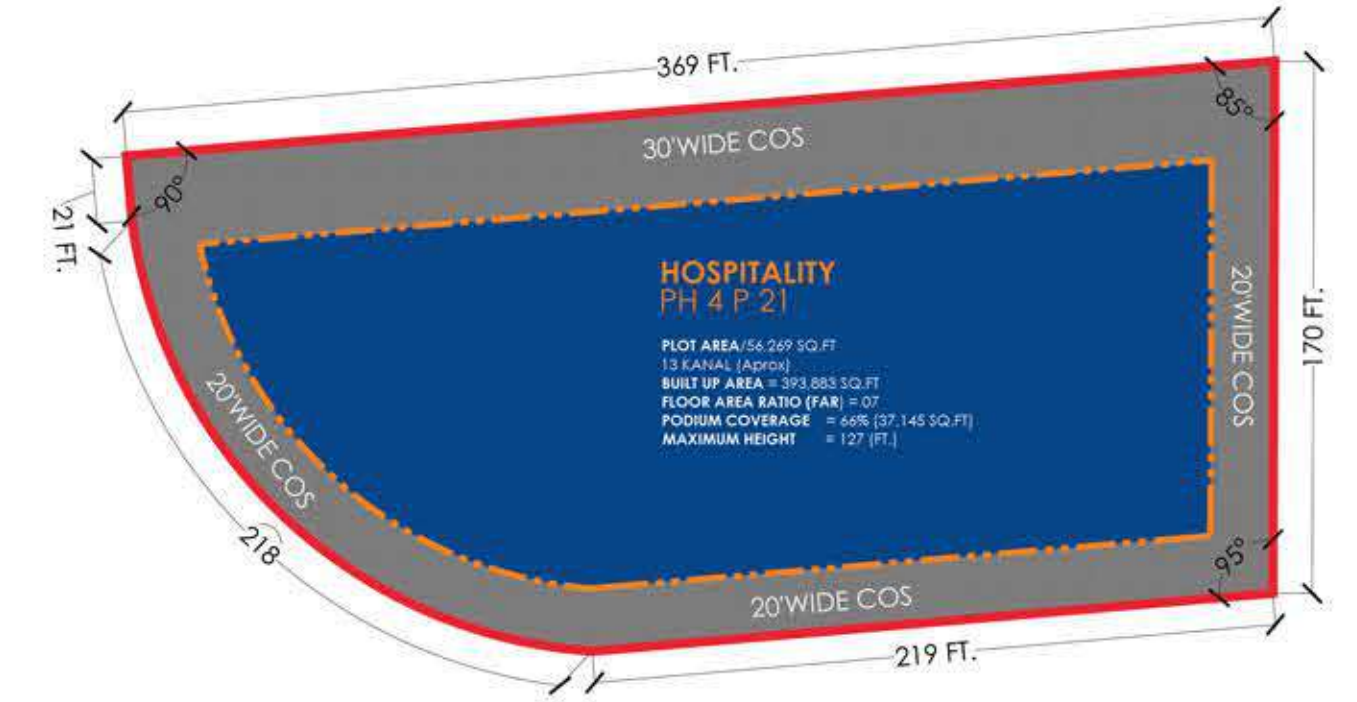 369 FT.
30'WIDE COS
85°
90°
21 FT.
HOSPITALITY
PH 4 P 21
20'WIDE COS
170 FT.
PLOT AREA/56.269 SQ.FT
13 KANAL (Aprox)
BUILT UP AREA = 393,883 SQ.FT
FLOOR AREA RATIO (FAR) = 07
PODIUM COVERAGE = 66% (37,145 SQ.FT)
MAXIMUM HEIGHT = 127 (FT.)
20'WIDE COS
218
95°
20'WIDE COS
219 FT.